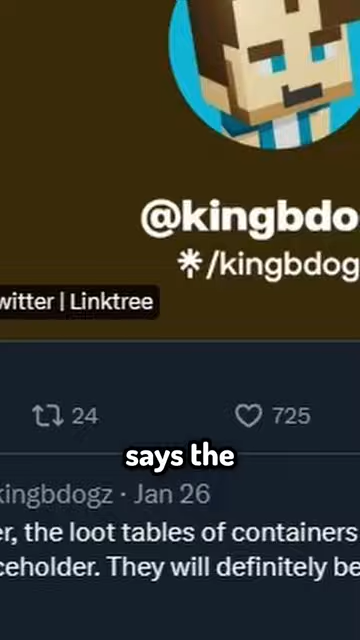 @kingbdo
/kingbdog
witter | Linktree
24
725
says the
kingbdogz · Jan 26
er, the loot tables of containers
ceholder. They will definitely be